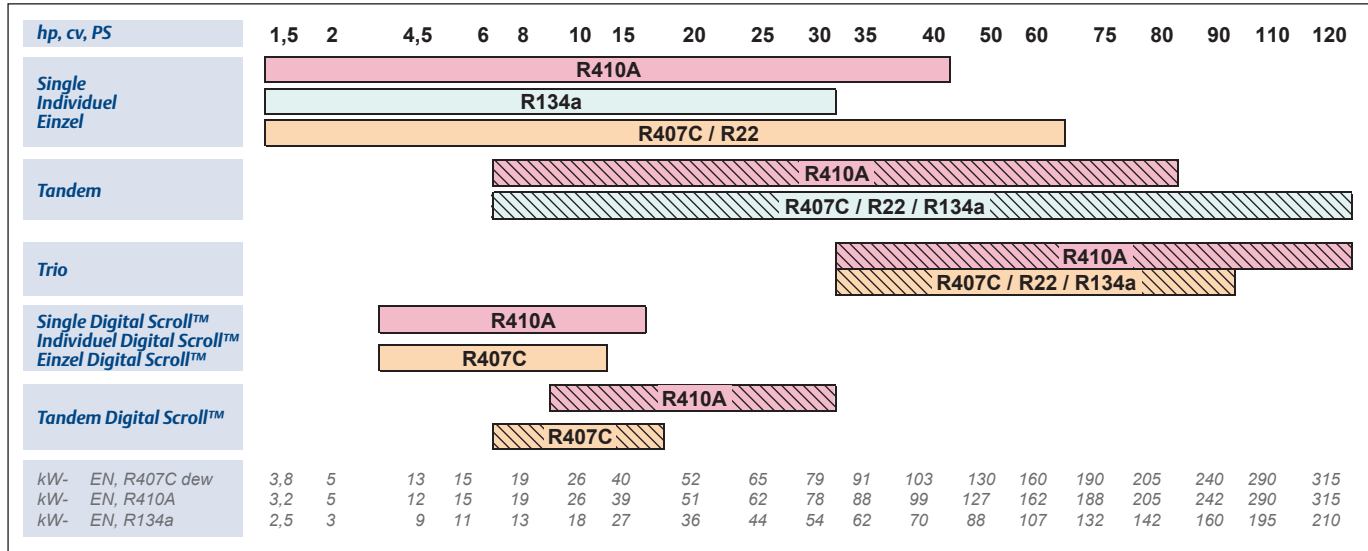 hp, cv, PS 1,5 2 4,5 6 8 10 15 20 25 30 35 40 50 60 75 80 90 110 120
Single
Individuel
Einzel
R410A
R134a
R407C / R22
Tandem
R410A
R407C / R22 / R134a
Trio
R410A
R407C / R22 / R134a
Single Digital Scroll™
Individuel Digital Scroll™
Einzel Digital Scroll™
R410A
R407C
Tandem Digital Scroll™
R410A
R407C
kW- EN, R407C dew 3,8 5 13 15 19 26 40 52 65 79 91 103 130 160 190 205 240 290 315
kW- EN, R410A 3,2 5 12 15 19 26 39 51 62 78 88 99 127 162 188 205 242 290 315
kW- EN, R134a 2,5 3 9 11 13 18 27 36 44 54 62 70 88 107 132 142 160 195 210